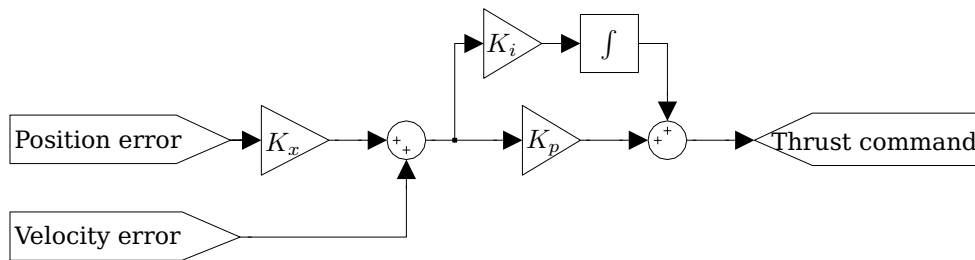 K_i
∫
+
Position error
K_x
+
+
K_p
+
Thrust command
Velocity error